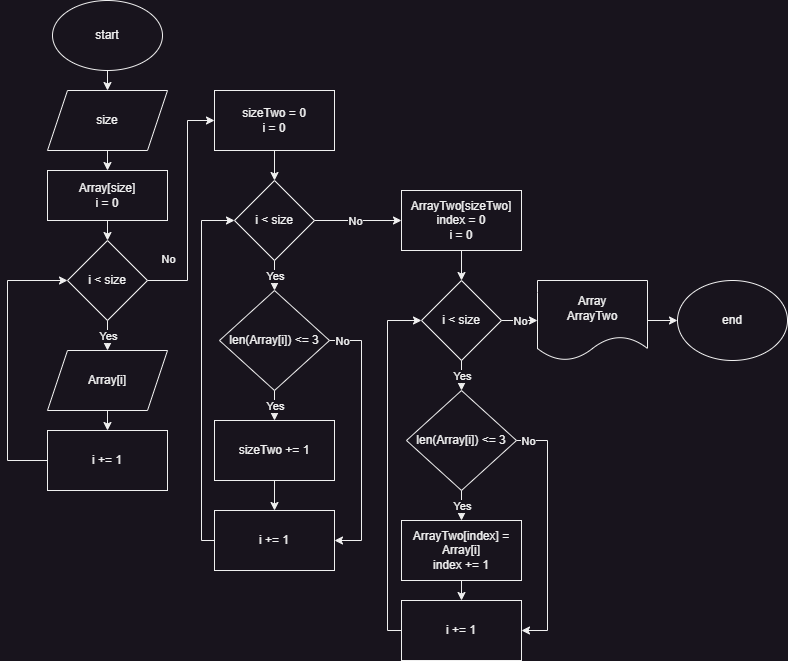 start
size
Array[size]
i = 0
i < size
No
Yes
Array[i]
i += 1
sizeTwo = 0
i = 0
i < size
No
Yes
len(Array[i]) <= 3
No
Yes
sizeTwo += 1
i += 1
ArrayTwo[sizeTwo]
index = 0
i = 0
i < size
No
Yes
len(Array[i]) <= 3
No
Yes
ArrayTwo[index] =
Array[i]
index += 1
i += 1
Array
ArrayTwo
end